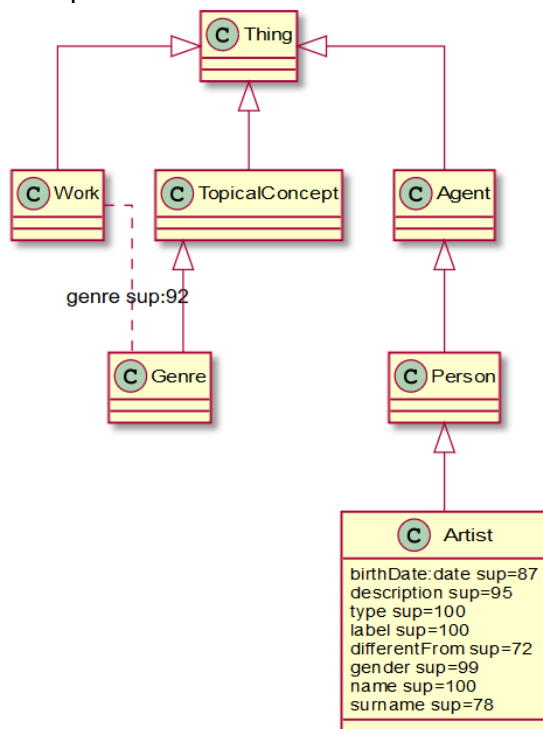 C Thing
C Work
C TopicalConcept
C Agent
genre sup:92
C Genre
C Person
C Artist
birthDate:date sup=87
description sup=95
type sup=100
label sup=100
differentFrom sup=72
gender sup=99
name sup=100
surname sup=78